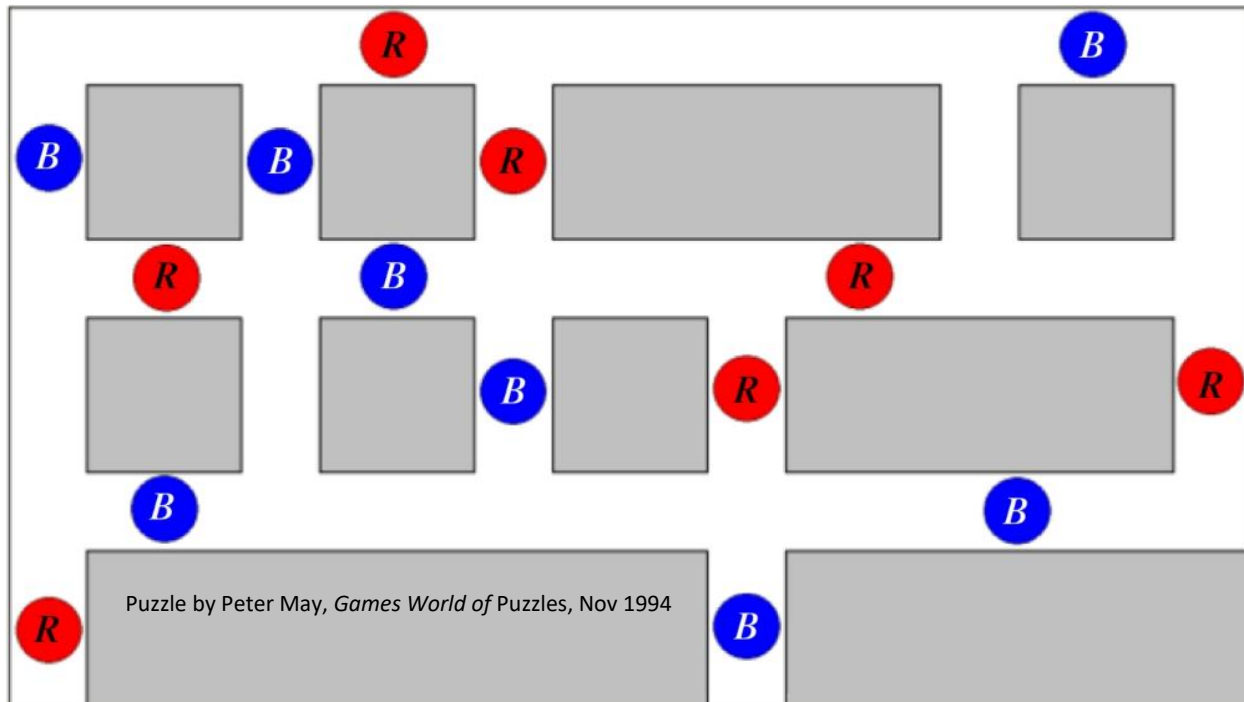 R B
B B R
R B R
B R R
B B
Puzzle by Peter May, Games World of Puzzles, Nov 1994
R B